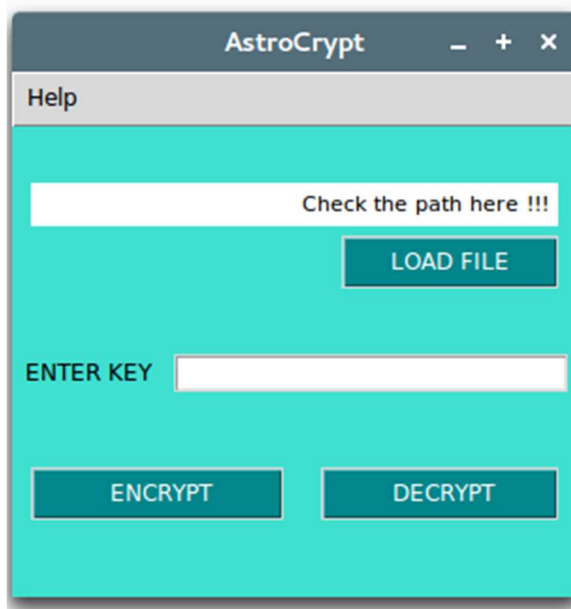 AstroCrypt
Help
Check the path here !!!
LOAD FILE
ENTER KEY
ENCRYPT DECRYPT